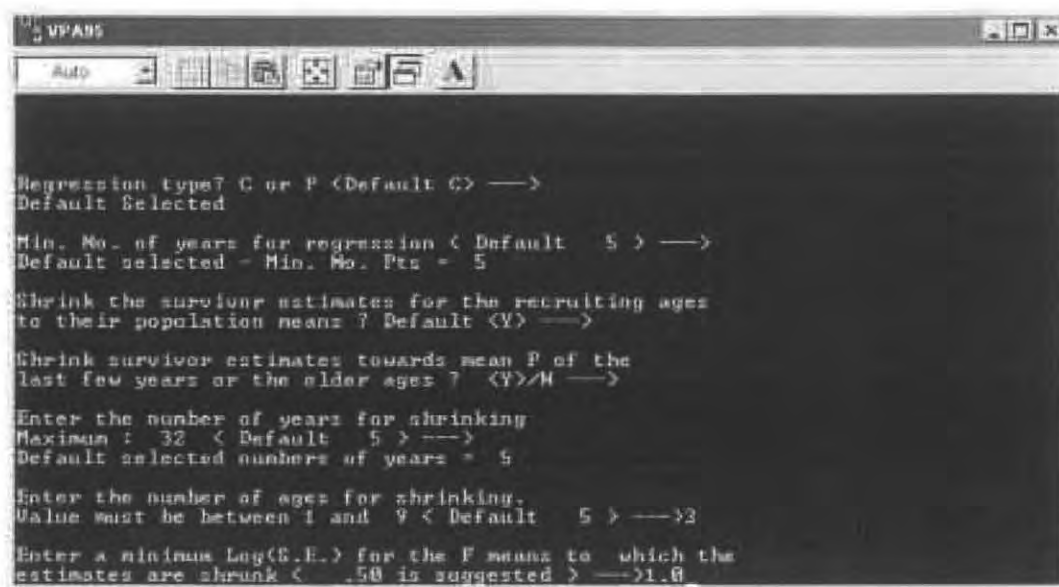 VPA95
Auto
A
Regression type? C or P <Default C> --->
Default Selected
Min. No. of years for regression < Default 5 > --->
Default selected - Min. No. Pts = 5
Shrink the survivor estimates for the recruiting ages
to their population means ? Default <Y> --->
Shrink survivor estimates towards mean F of the
last few years or the older ages ? <Y>/N --->
Enter the number of years for shrinking
Maximum : 32 < Default 5 > --->
Default selected numbers of years = 5
Enter the number of ages for shrinking.
Value must be between 1 and 9 < Default 5 > --->3
Enter a minimum Log(S.E.) for the F means to which the
estimates are shrunk < .50 is suggested > --->1.0_